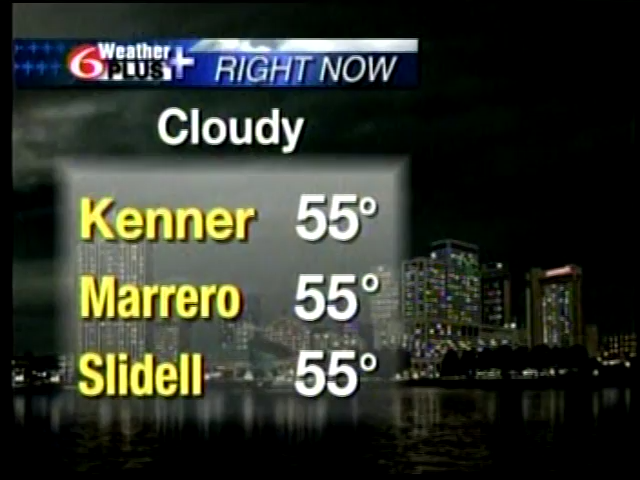 6 Weather PLUS + RIGHT NOW
Cloudy
Kenner 55°
Marrero 55°
Slidell 55°